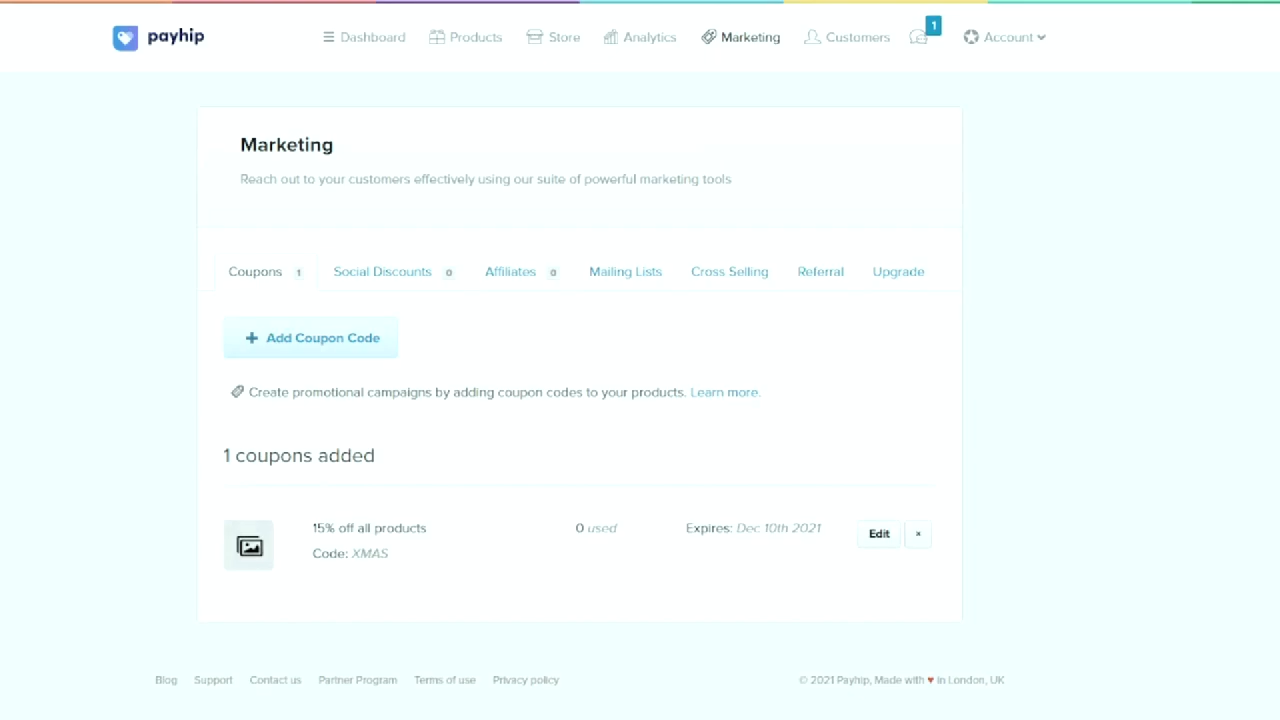 payhip Dashboard Products Store Analytics Marketing Customers 1 Account
Marketing
Reach out to your customers effectively using our suite of powerful marketing tools
Coupons 1 Social Discounts 0 Affiliates 0 Mailing Lists Cross Selling Referral Upgrade
+ Add Coupon Code
Create promotional campaigns by adding coupon codes to your products. Learn more.
1 coupons added
15% off all products 0 used Expires: Dec 10th 2021 Edit ×
Code: XMAS
Blog Support Contact us Partner Program Terms of use Privacy policy © 2021 Payhip, Made with ♥ in London, UK